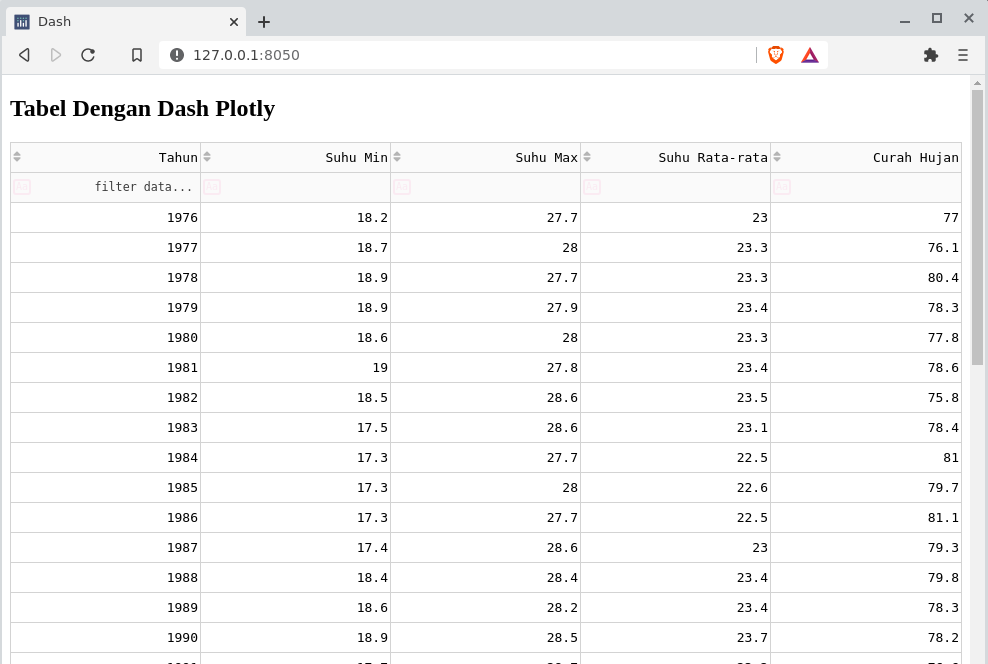 Dash
127.0.0.1:8050
Tabel Dengan Dash Plotly
Tahun Suhu Min Suhu Max Suhu Rata-rata Curah Hujan
Aa filter data... Aa Aa Aa Aa
1976 18.2 27.7 23 77
1977 18.7 28 23.3 76.1
1978 18.9 27.7 23.3 80.4
1979 18.9 27.9 23.4 78.3
1980 18.6 28 23.3 77.8
1981 19 27.8 23.4 78.6
1982 18.5 28.6 23.5 75.8
1983 17.5 28.6 23.1 78.4
1984 17.3 27.7 22.5 81
1985 17.3 28 22.6 79.7
1986 17.3 27.7 22.5 81.1
1987 17.4 28.6 23 79.3
1988 18.4 28.4 23.4 79.8
1989 18.6 28.2 23.4 78.3
1990 18.9 28.5 23.7 78.2